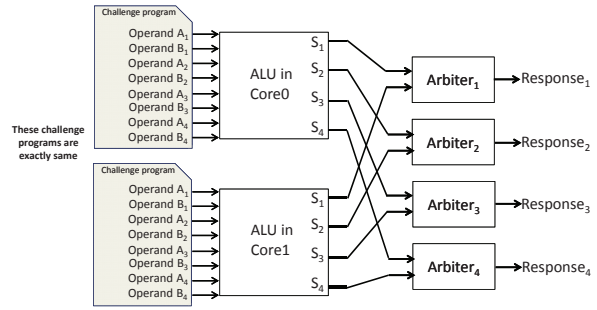 Challenge program
Operand A₁
Operand B₁
Operand A₂
Operand B₂
Operand A₃
Operand B₃
Operand A₄
Operand B₄
ALU in
Core0
S₁
S₂
S₃
S₄
These challenge
programs are
exactly same
Challenge program
Operand A₁
Operand B₁
Operand A₂
Operand B₂
Operand A₃
Operand B₃
Operand A₄
Operand B₄
ALU in
Core1
S₁
S₂
S₃
S₄
Arbiter₁
Response₁
Arbiter₂
Response₂
Arbiter₃
Response₃
Arbiter₄
Response₄